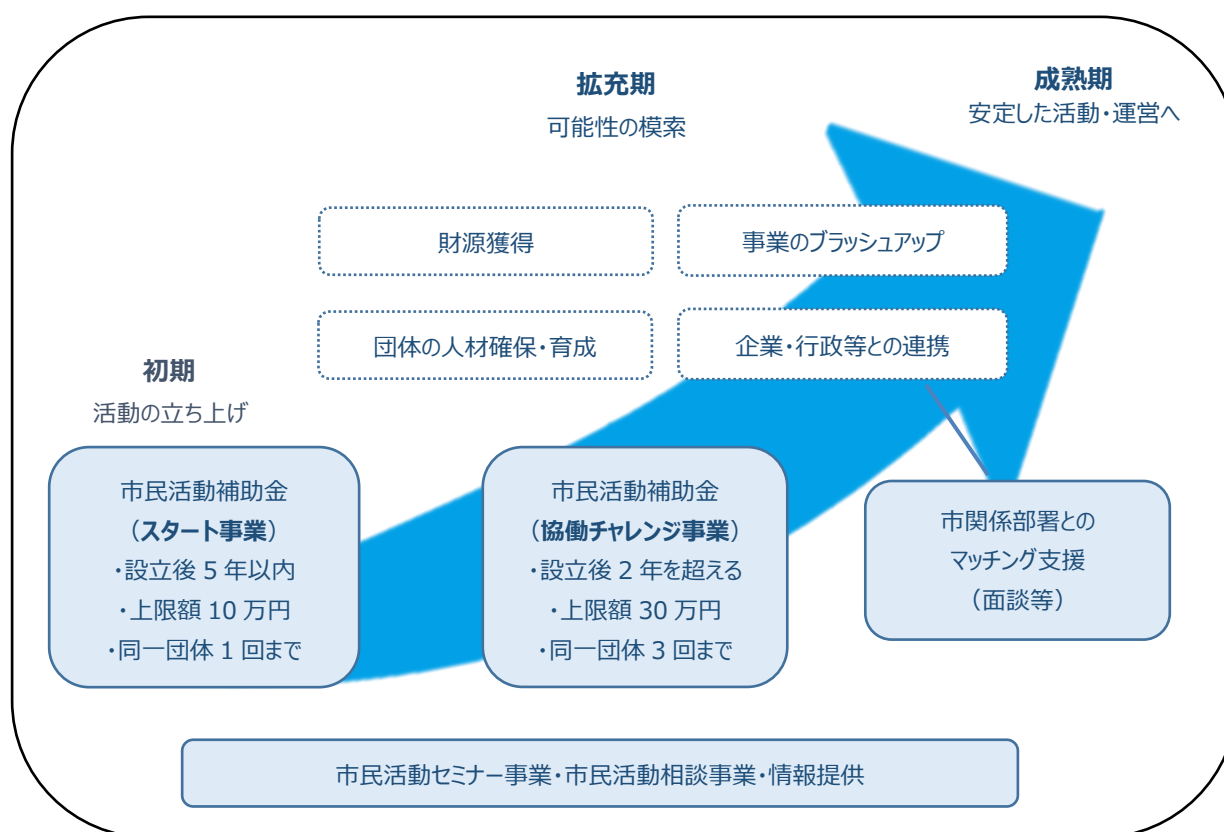 拡充期
可能性の模索
成熟期
安定した活動・運営へ
財源獲得
事業のブラッシュアップ
団体の人材確保・育成
企業・行政等との連携
初期
活動の立ち上げ
市民活動補助金
（スタート事業）
・設立後 5 年以内
・上限額 10 万円
・同一団体 1 回まで
市民活動補助金
（協働チャレンジ事業）
・設立後 2 年を超える
・上限額 30 万円
・同一団体 3 回まで
市関係部署との
マッチング支援
（面談等）
市民活動セミナー事業・市民活動相談事業・情報提供